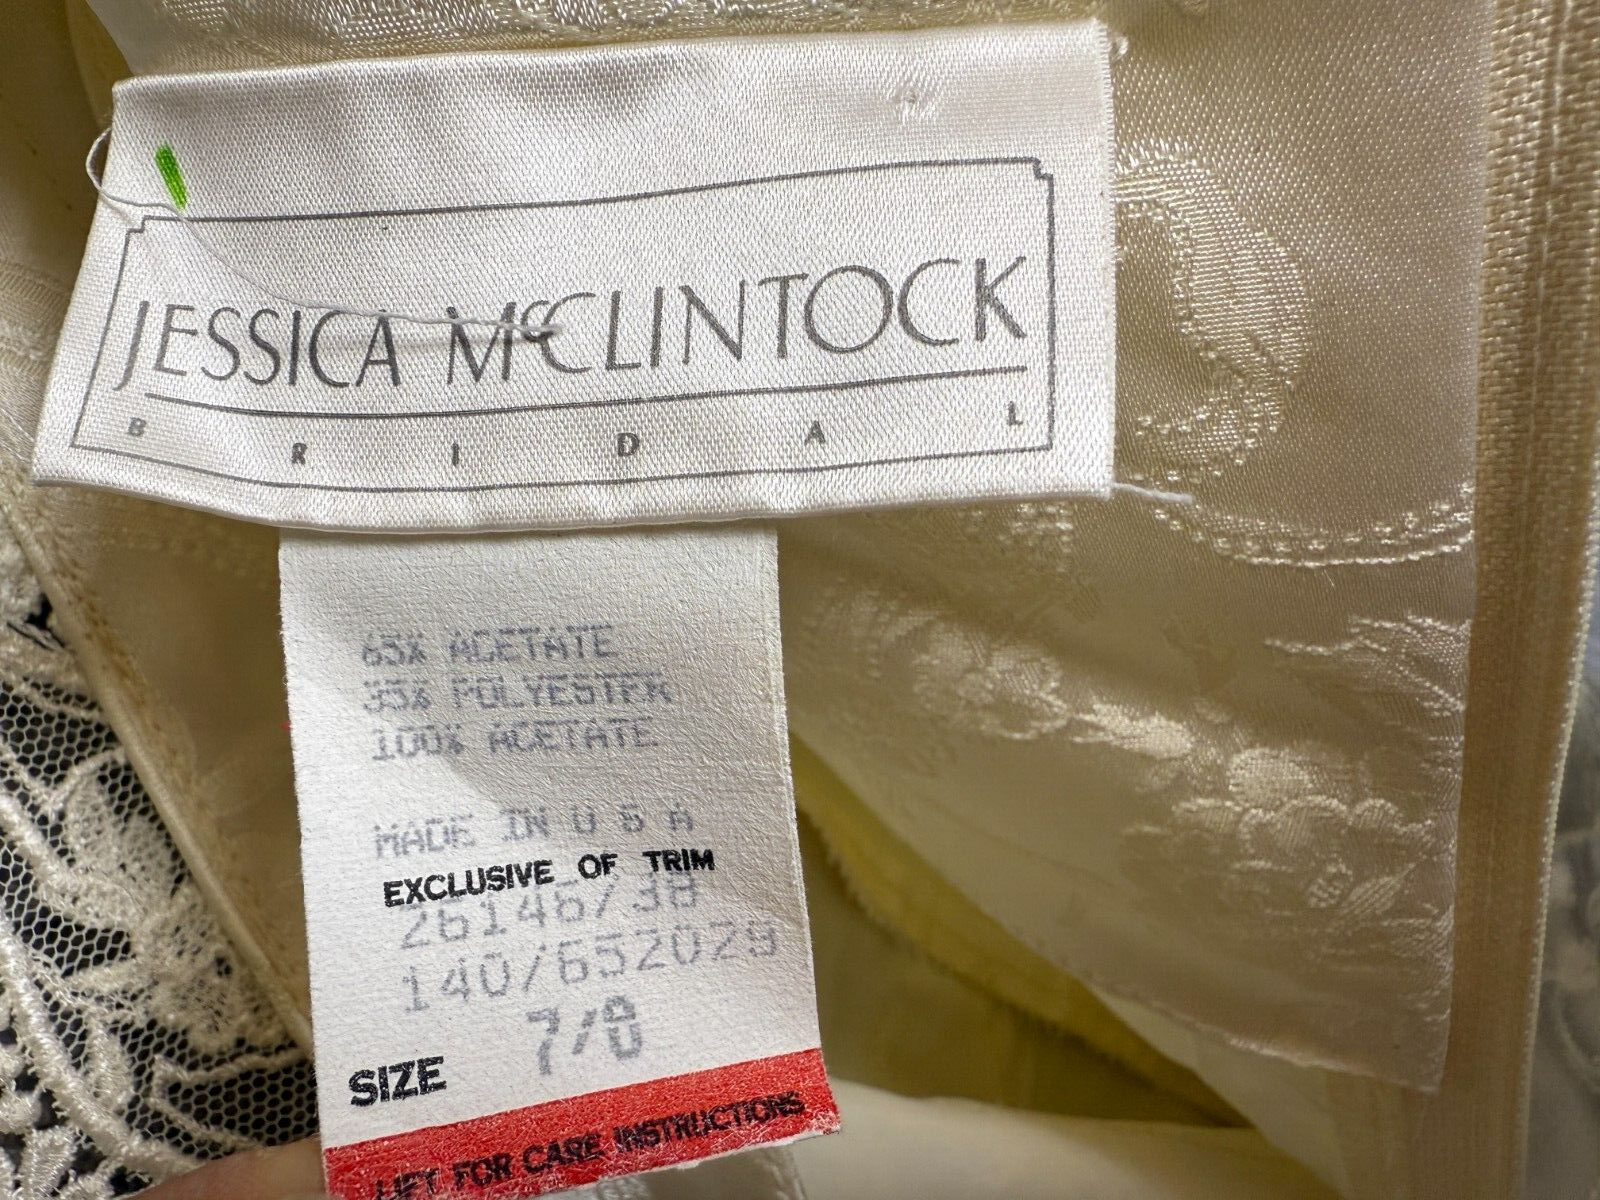 JESSICA McCLINTOCK
BRIDAL
65% ACETATE
35% POLYESTER
100% ACETATE
MADE IN U S A
EXCLUSIVE OF TRIM
26146/38
140/652029
7/8
SIZE
LIFT FOR CARE INSTRUCTIONS